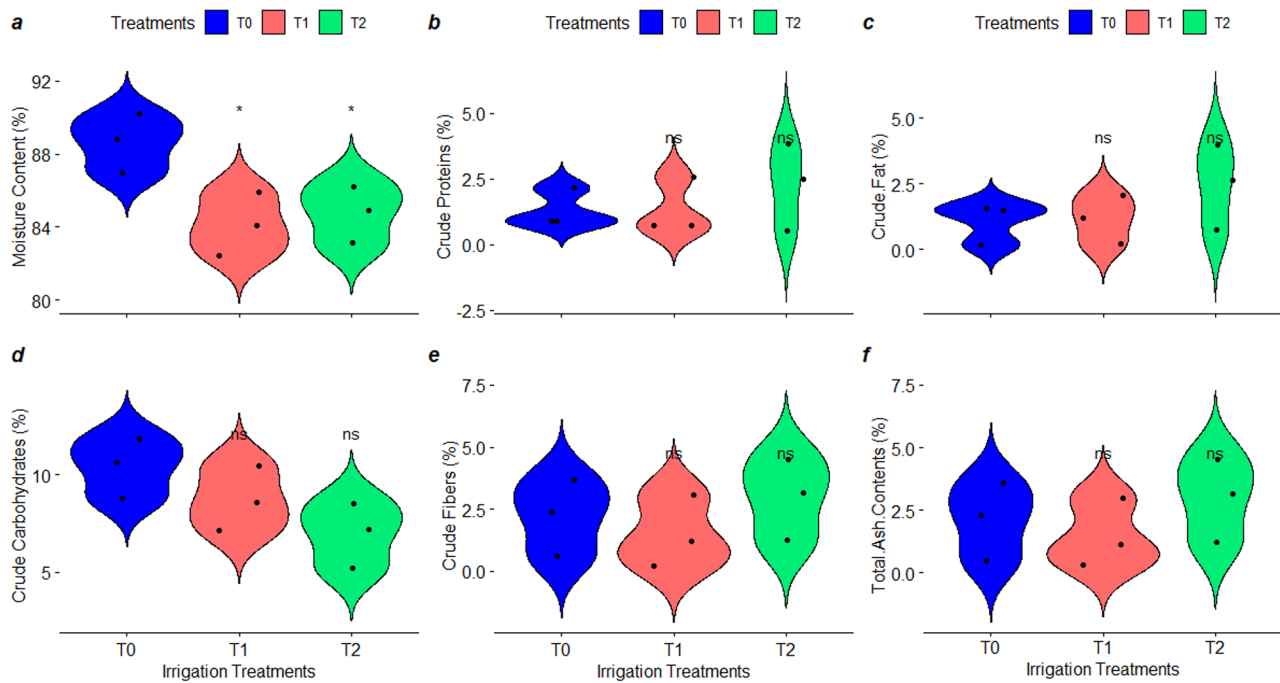 a Treatments T0 T1 T2
b Treatments T0 T1 T2
c Treatments T0 T1 T2
Moisture Content (%)
92
88
84
80
*
*
Crude Proteins (%)
5.0
2.5
0.0
-2.5
ns
ns
Crude Fat (%)
5.0
2.5
0.0
ns
ns
d
Crude Carbohydrates (%)
10
5
ns
ns
T0 T1 T2
Irrigation Treatments
e
Crude Fibers (%)
7.5
5.0
2.5
0.0
ns
ns
T0 T1 T2
Irrigation Treatments
f
Total.Ash.Contents (%)
7.5
5.0
2.5
0.0
ns
ns
T0 T1 T2
Irrigation Treatments